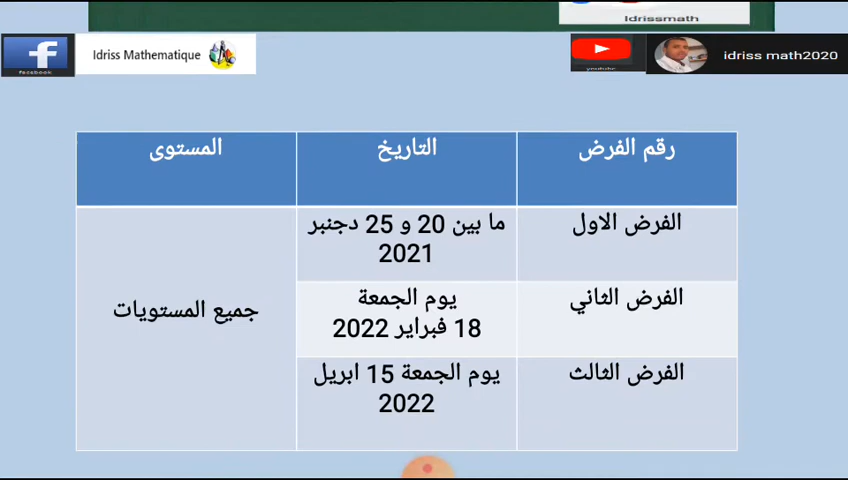 Idrissmath
facebook
Idriss Mathematique
youtube
idriss math2020
رقم الفرض
التاريخ
المستوى
الفرض الاول
ما بين 20 و 25 دجنبر
2021
جميع المستويات
الفرض الثاني
يوم الجمعة
18 فبراير 2022
الفرض الثالث
يوم الجمعة 15 ابريل
2022